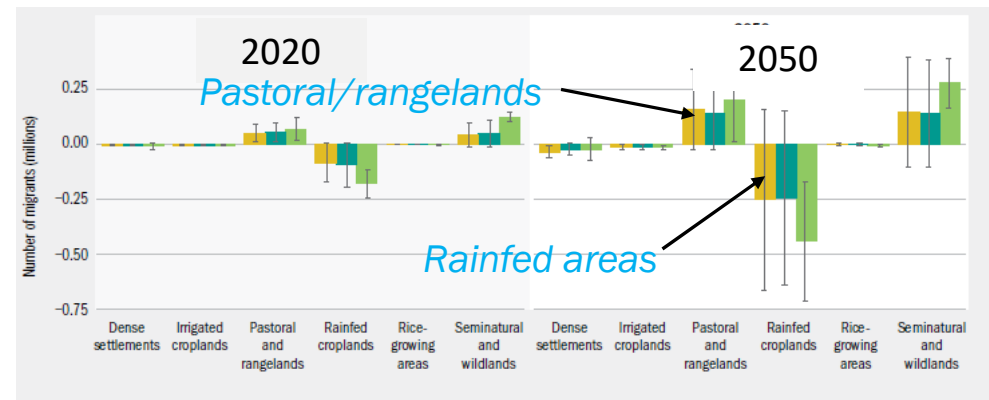 2020
2050
Pastoral/rangelands
Rainfed areas
Number of migrants (millions)
0.25
0.00
−0.25
−0.50
−0.75
Dense
settlements
Irrigated
croplands
Pastoral
and
rangelands
Rainfed
croplands
Rice-
growing
areas
Seminatural
and
wildlands
Dense
settlements
Irrigated
croplands
Pastoral
and
rangelands
Rainfed
croplands
Rice-
growing
areas
Seminatural
and
wildlands